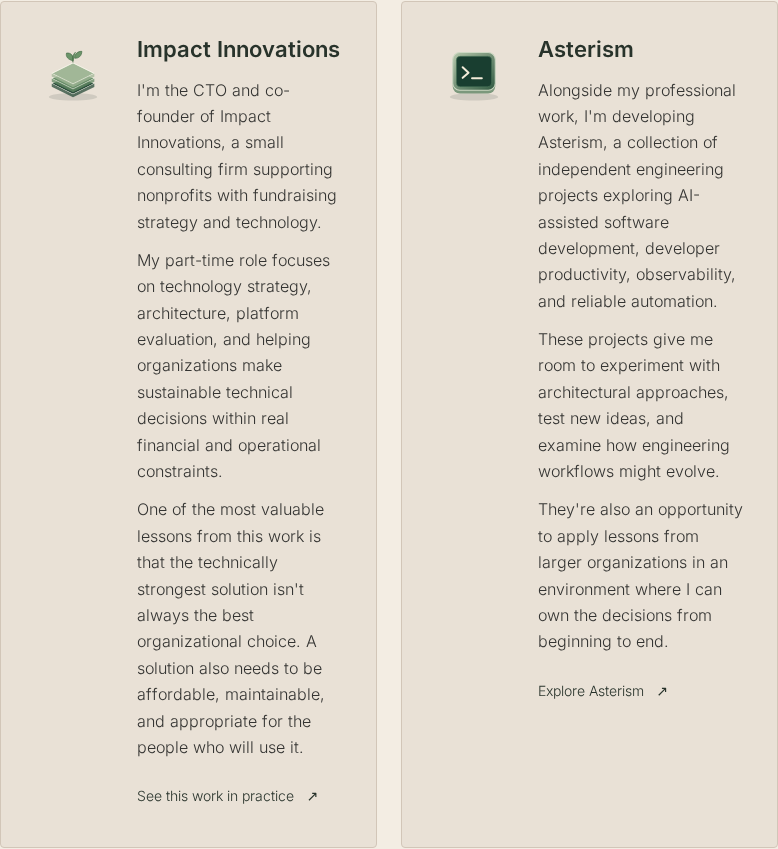 Impact Innovations
I'm the CTO and co-
founder of Impact
Innovations, a small
consulting firm supporting
nonprofits with fundraising
strategy and technology.
My part-time role focuses
on technology strategy,
architecture, platform
evaluation, and helping
organizations make
sustainable technical
decisions within real
financial and operational
constraints.
One of the most valuable
lessons from this work is
that the technically
strongest solution isn't
always the best
organizational choice. A
solution also needs to be
affordable, maintainable,
and appropriate for the
people who will use it.
See this work in practice ↗
Asterism
Alongside my professional
work, I'm developing
Asterism, a collection of
independent engineering
projects exploring AI-
assisted software
development, developer
productivity, observability,
and reliable automation.
These projects give me
room to experiment with
architectural approaches,
test new ideas, and
examine how engineering
workflows might evolve.
They're also an opportunity
to apply lessons from
larger organizations in an
environment where I can
own the decisions from
beginning to end.
Explore Asterism ↗